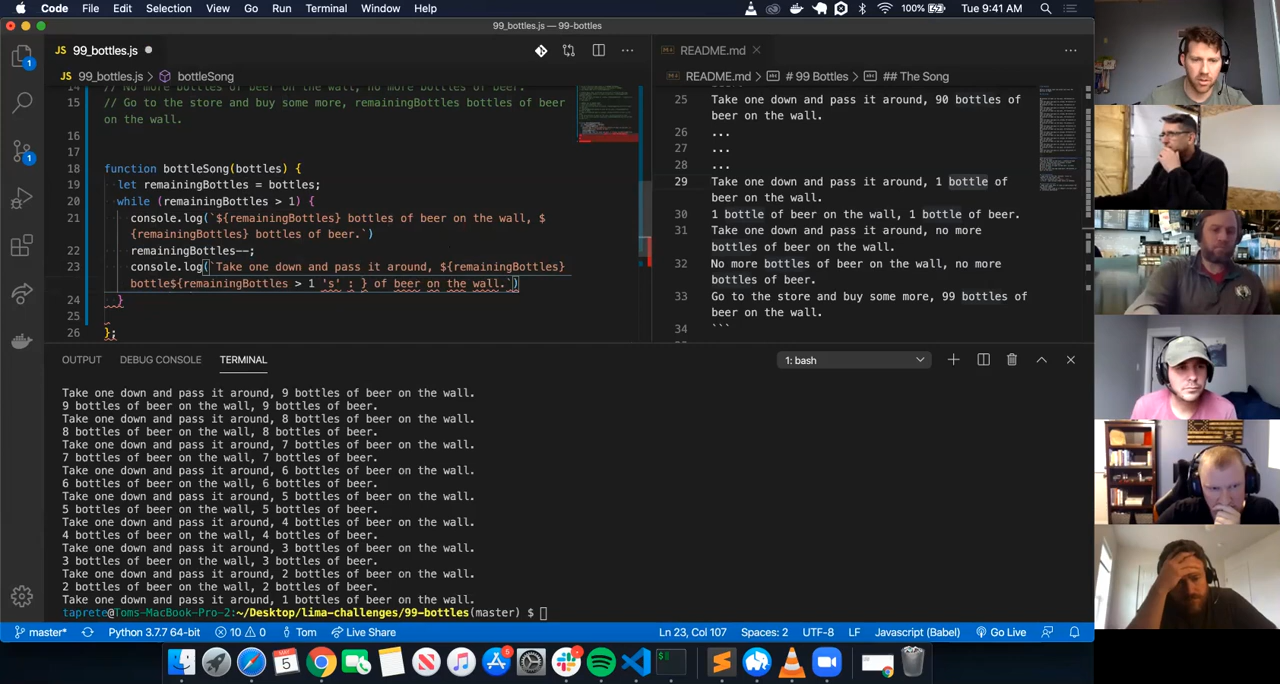 Code File Edit Selection View Go Run Terminal Window Help
100% Tue 9:41 AM
99_bottles.js — 99-bottles
JS 99_bottles.js
JS 99_bottles.js > bottleSong
14 // No more bottles of beer on the wall, no more bottles of beer.
15 // Go to the store and buy some more, remainingBottles bottles of beer
on the wall.
16
17
18 function bottleSong(bottles) {
19 let remainingBottles = bottles;
20 while (remainingBottles > 1) {
21 console.log(`${remainingBottles} bottles of beer on the wall, $
{remainingBottles} bottles of beer.`)
22 remainingBottles--;
23 console.log(`Take one down and pass it around, ${remainingBottles}
bottle${remainingBottles > 1 's' : } of beer on the wall.`)
24 }
25
26 };
README.md
README.md > # 99 Bottles > ## The Song
25 Take one down and pass it around, 90 bottles of
beer on the wall.
26 ...
27 ...
28 ...
29 Take one down and pass it around, 1 bottle of
beer on the wall.
30 1 bottle of beer on the wall, 1 bottle of beer.
31 Take one down and pass it around, no more
bottles of beer on the wall.
32 No more bottles of beer on the wall, no more
bottles of beer.
33 Go to the store and buy some more, 99 bottles of
beer on the wall.
34 ```
OUTPUT DEBUG CONSOLE TERMINAL
1: bash
Take one down and pass it around, 9 bottles of beer on the wall.
9 bottles of beer on the wall, 9 bottles of beer.
Take one down and pass it around, 8 bottles of beer on the wall.
8 bottles of beer on the wall, 8 bottles of beer.
Take one down and pass it around, 7 bottles of beer on the wall.
7 bottles of beer on the wall, 7 bottles of beer.
Take one down and pass it around, 6 bottles of beer on the wall.
6 bottles of beer on the wall, 6 bottles of beer.
Take one down and pass it around, 5 bottles of beer on the wall.
5 bottles of beer on the wall, 5 bottles of beer.
Take one down and pass it around, 4 bottles of beer on the wall.
4 bottles of beer on the wall, 4 bottles of beer.
Take one down and pass it around, 3 bottles of beer on the wall.
3 bottles of beer on the wall, 3 bottles of beer.
Take one down and pass it around, 2 bottles of beer on the wall.
2 bottles of beer on the wall, 2 bottles of beer.
Take one down and pass it around, 1 bottles of beer on the wall.
taprete@Toms-MacBook-Pro-2:~/Desktop/lima-challenges/99-bottles(master) $
master* Python 3.7.7 64-bit 10 0 Tom Live Share Ln 23, Col 107 Spaces: 2 UTF-8 LF Javascript (Babel) Go Live
5